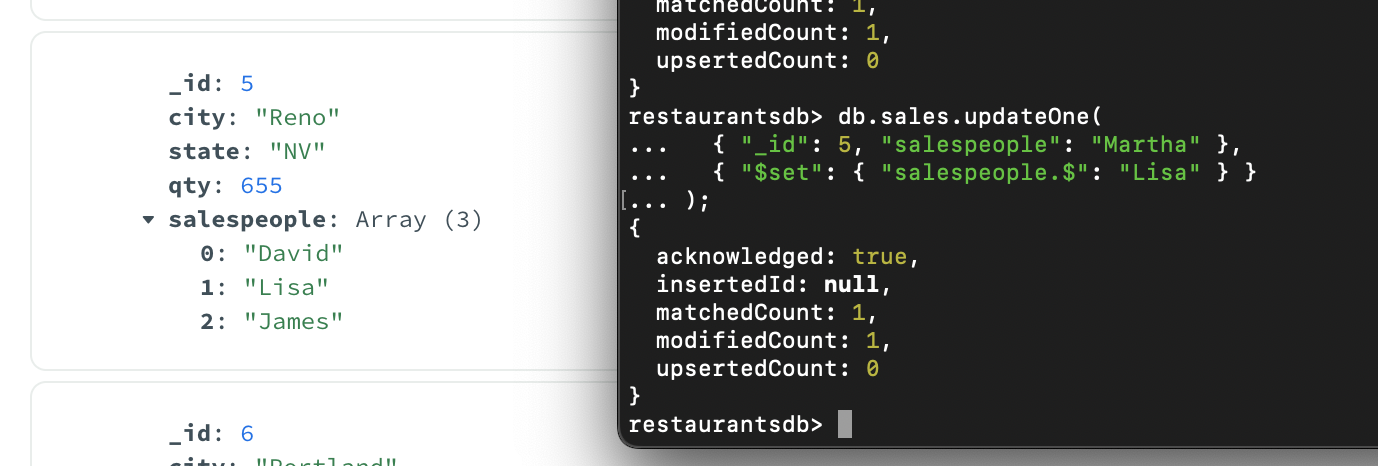 _id: 5
city: "Reno"
state: "NV"
qty: 655
salespeople: Array (3)
0: "David"
1: "Lisa"
2: "James"
_id: 6
city: "Portland"
matchedCount: 1,
modifiedCount: 1,
upsertedCount: 0
}
restaurantsdb> db.sales.updateOne(
... { "_id": 5, "salespeople": "Martha" },
... { "$set": { "salespeople.$": "Lisa" } }
[... );
{
acknowledged: true,
insertedId: null,
matchedCount: 1,
modifiedCount: 1,
upsertedCount: 0
}
restaurantsdb>